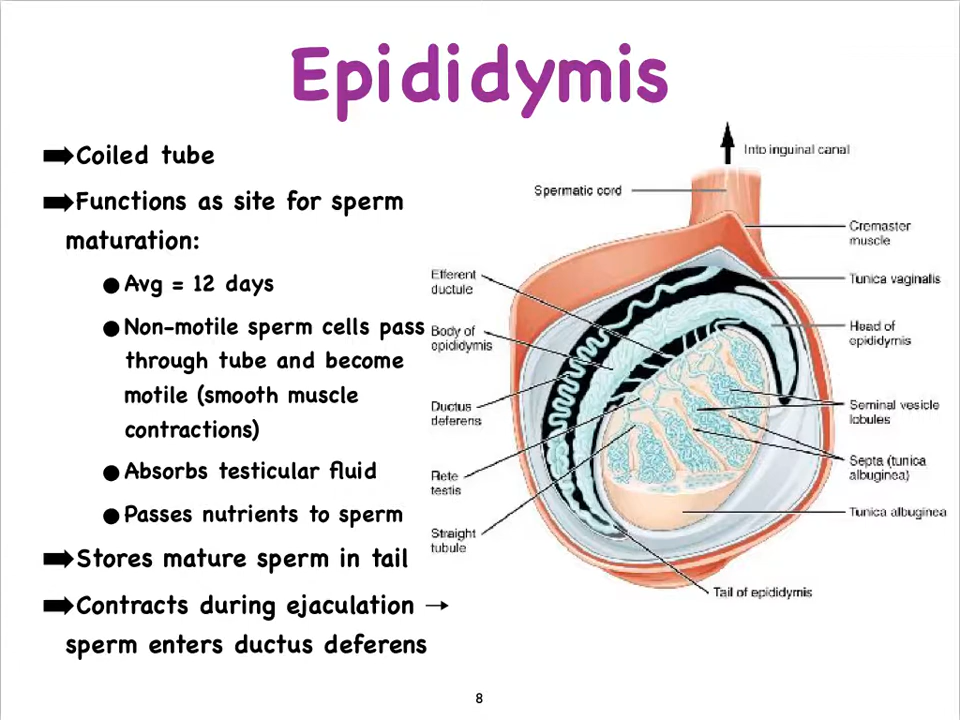 Epididymis
➡Coiled tube
➡Functions as site for sperm
maturation:
●Avg = 12 days
●Non-motile sperm cells pass
through tube and become
motile (smooth muscle
contractions)
●Absorbs testicular fluid
●Passes nutrients to sperm
➡Stores mature sperm in tail
➡Contracts during ejaculation →
sperm enters ductus deferens
Into inguinal canal
Spermatic cord
Cremaster
muscle
Efferent
ductule
Tunica vaginalis
Body of
epididymis
Head of
epididymis
Ductus
deferens
Seminal vesicle
lobules
Rete
testis
Septa (tunica
albuginea)
Straight
tubule
Tunica albuginea
Tail of epididymis
8